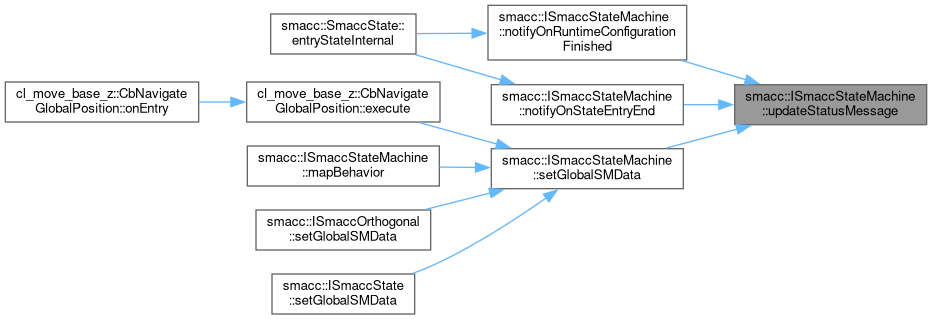 smacc::ISmaccStateMachine
::notifyOnRuntimeConfiguration
Finished
smacc::SmaccState::
entryStateInternal
smacc::ISmaccStateMachine
::notifyOnStateEntryEnd
smacc::ISmaccStateMachine
::updateStatusMessage
cl_move_base_z::CbNavigate
GlobalPosition::onEntry
cl_move_base_z::CbNavigate
GlobalPosition::execute
smacc::ISmaccStateMachine
::mapBehavior
smacc::ISmaccStateMachine
::setGlobalSMData
smacc::ISmaccOrthogonal
::setGlobalSMData
smacc::ISmaccState
::setGlobalSMData